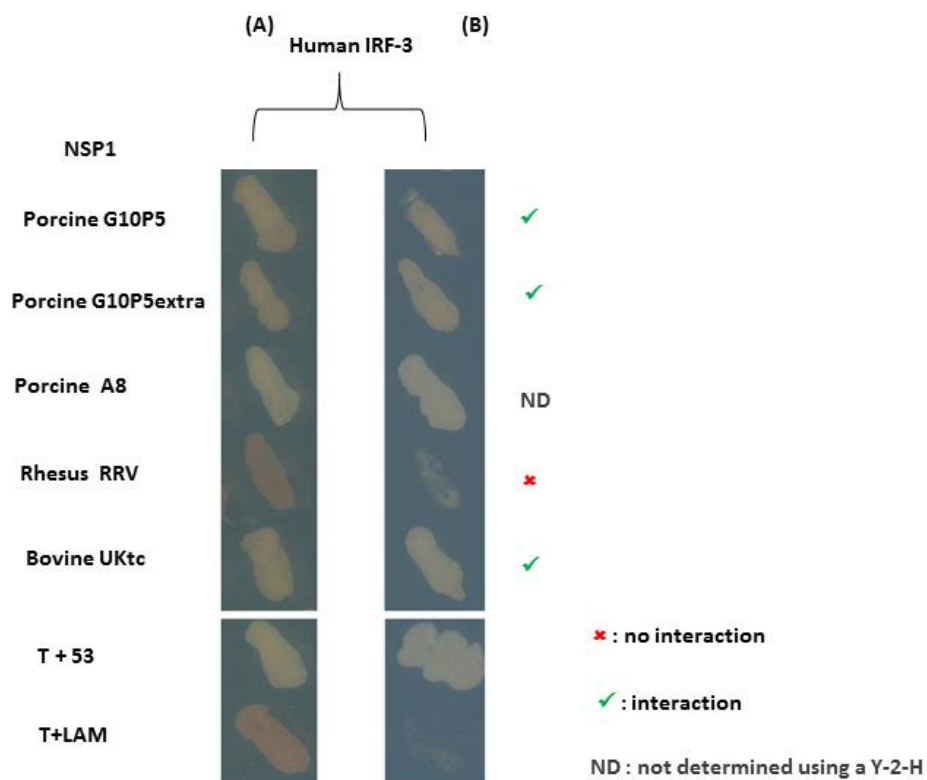 (A) (B)
Human IRF-3
NSP1
Porcine G10P5
Porcine G10P5extra
Porcine A8
ND
Rhesus RRV
Bovine UKtc
T + 53
T+LAM
: no interaction
: interaction
ND : not determined using a Y-2-H